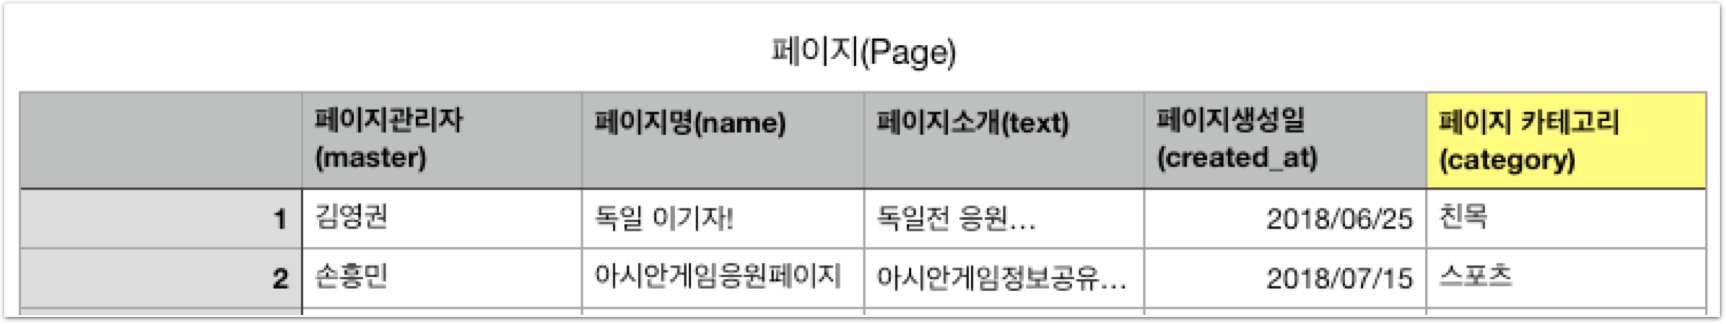 페이지(Page)
페이지관리자 페이지명(name) 페이지소개(text) 페이지생성일 페이지 카테고리
(master) (created_at) (category)
1 김영권 독일 이기자! 독일전 응원... 2018/06/25 친목
2 손흥민 아시안게임응원페이지 아시안게임정보공유... 2018/07/15 스포츠